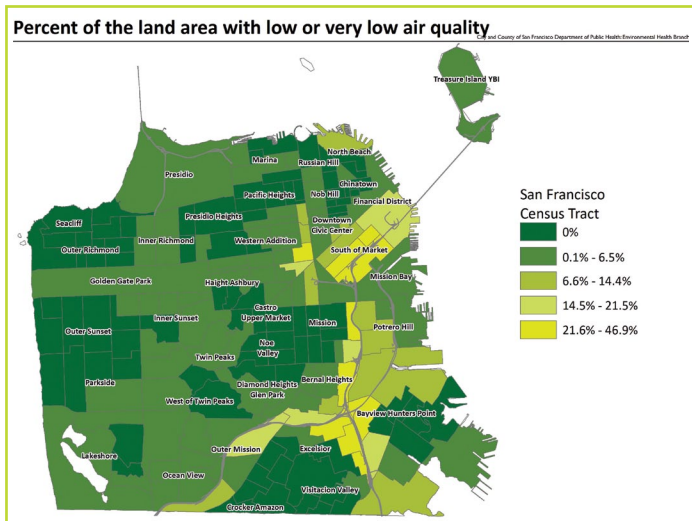 Percent of the land area with low or very low air quality
City and County of San Francisco Department of Public Health:Environmental Health Branch
Treasure Island YBI
North Beach
Marina
Russian Hill
Presidio
Chinatown
Pacific Heights
Nob Hill
Financial District
Presidio Heights
Downtown
Seacliff
Civic Center
Inner Richmond
Western Addition
Outer Richmond
South of Market
Golden Gate Park
Haight Ashbury
Mission Bay
Castro
Upper Market
Inner Sunset
Mission
Outer Sunset
Potrero Hill
Noe
Valley
Twin Peaks
Parkside
Diamond Heights
Bernal Heights
Glen Park
West of Twin Peaks
Bayview Hunters Point
Outer Mission
Excelsior
Lakeshore
Ocean View
Visitacion Valley
Crocker Amazon
San Francisco
Census Tract
0%
0.1% - 6.5%
6.6% - 14.4%
14.5% - 21.5%
21.6% - 46.9%